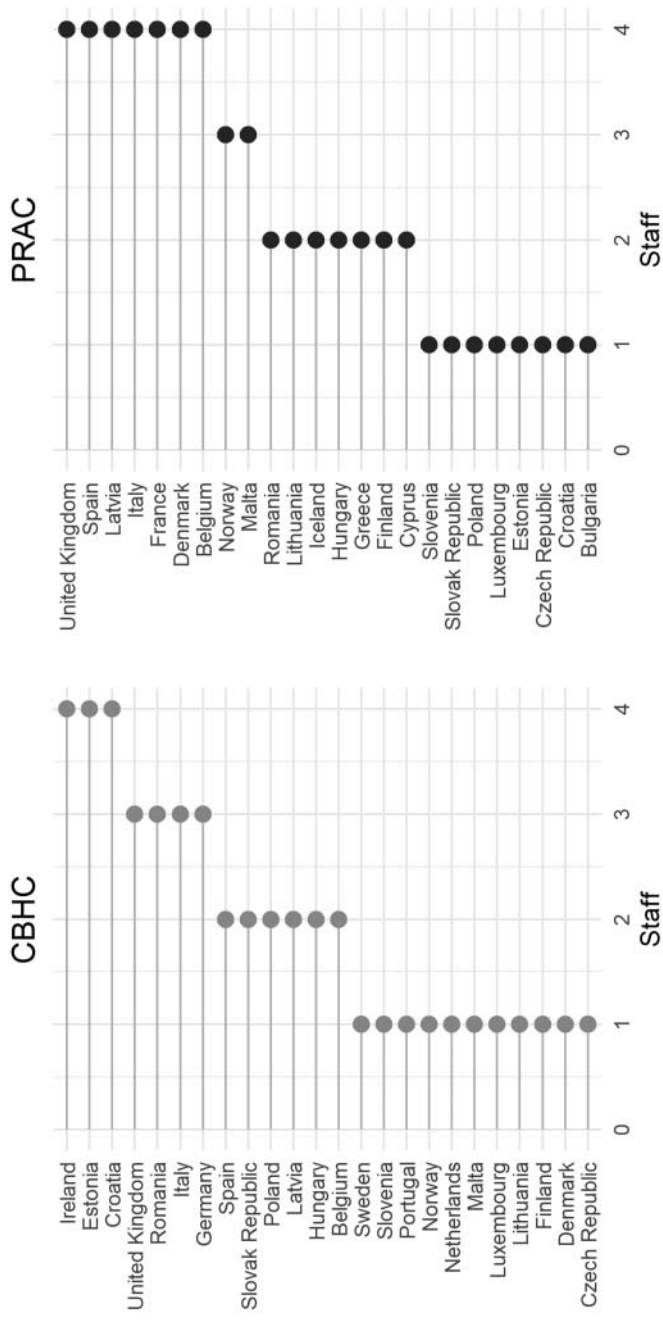 PRAC
United Kingdom
Spain
Latvia
Italy
France
Denmark
Belgium
Norway
Malta
Romania
Lithuania
Iceland
Hungary
Greece
Finland
Cyprus
Slovenia
Slovak Republic
Poland
Luxembourg
Estonia
Czech Republic
Croatia
Bulgaria
0
1
2
3
4
Staff
CBHC
Ireland
Estonia
Croatia
United Kingdom
Romania
Italy
Germany
Spain
Slovak Republic
Poland
Latvia
Hungary
Belgium
Sweden
Slovenia
Portugal
Norway
Netherlands
Malta
Luxembourg
Lithuania
Finland
Denmark
Czech Republic
0
1
2
3
4
Staff